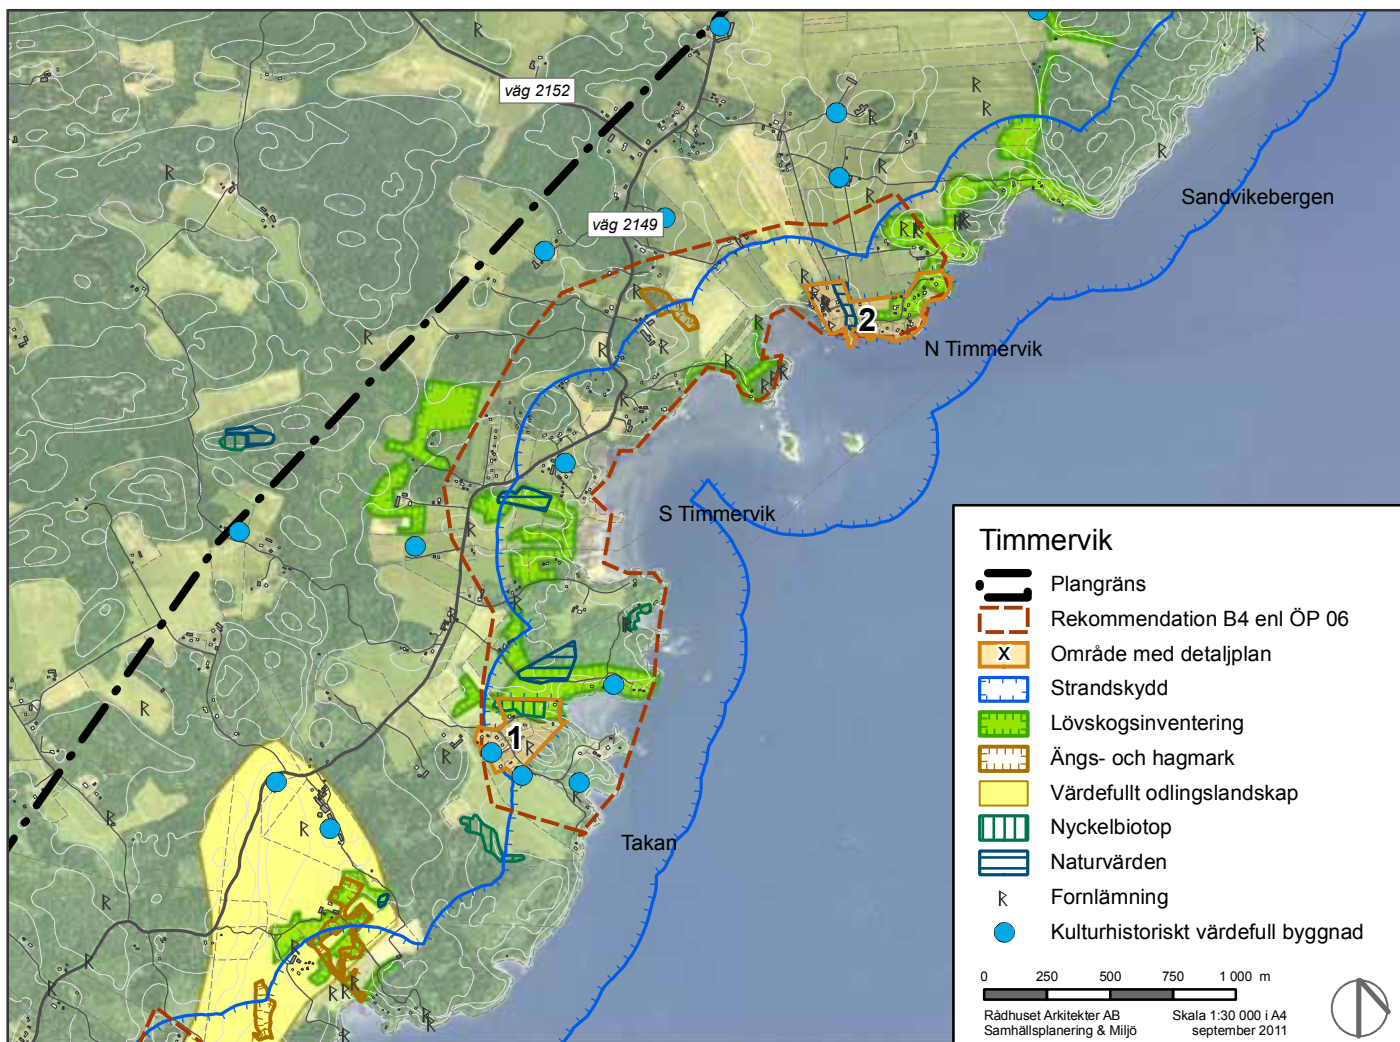 väg 2152
Sandvikebergen
väg 2149
2
N Timmervik
S Timmervik
1
Takan
Timmervik
Plangräns
Rekommendation B4 enl ÖP 06
X
Område med detaljplan
Strandskydd
Lövskogsinventering
Ängs- och hagmark
Värdefullt odlingslandskap
Nyckelbiotop
Naturvärden
Fornlämning
Kulturhistoriskt värdefull byggnad
0 250 500 750 1 000 m
Rådhuset Arkitekter AB
Samhällsplanering & Miljö
Skala 1:30 000 i A4
september 2011